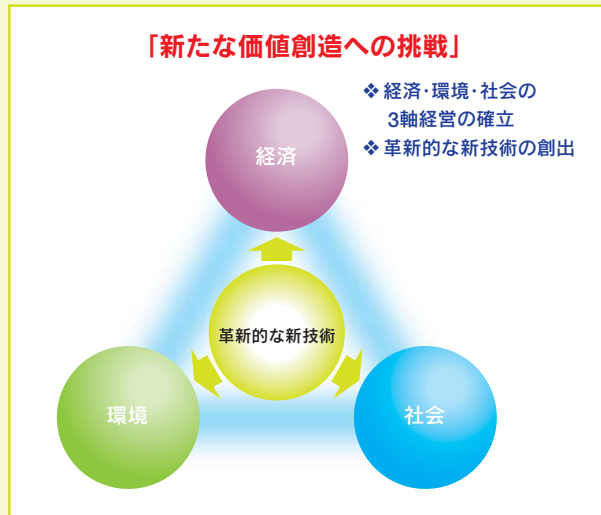 「新たな価値創造への挑戦」
❖経済・環境・社会の
3軸経営の確立
❖革新的な新技術の創出
経済
革新的な新技術
環境
社会